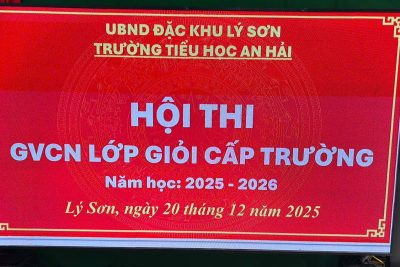 UBND ĐẶC KHU LÝ SƠN
TRƯỜNG TIỂU HỌC AN HẢI
HỘI THI
GVCN LỚP GIỎI CẤP TRƯỜNG
Năm học: 2025 - 2026
Lý Sơn, ngày 20 tháng 12 năm 2025